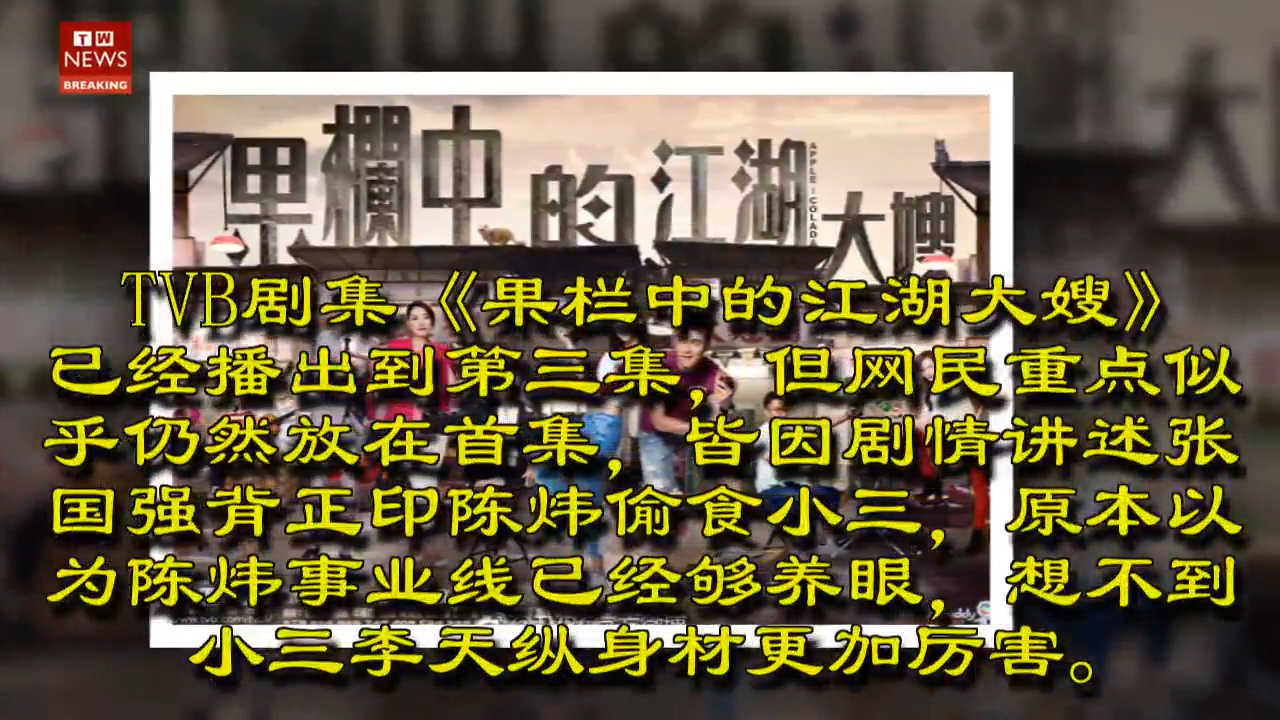 TW
NEWS
BREAKING
果欄中的江湖大嫂
APPLE-COLADA
TVB剧集《果栏中的江湖大嫂》
已经播出到第三集，但网民重点似
乎仍然放在首集，皆因剧情讲述张
国强背正印陈炜偷食小三，原本以
为陈炜事业线已经够养眼，想不到
小三李天纵身材更加厉害。